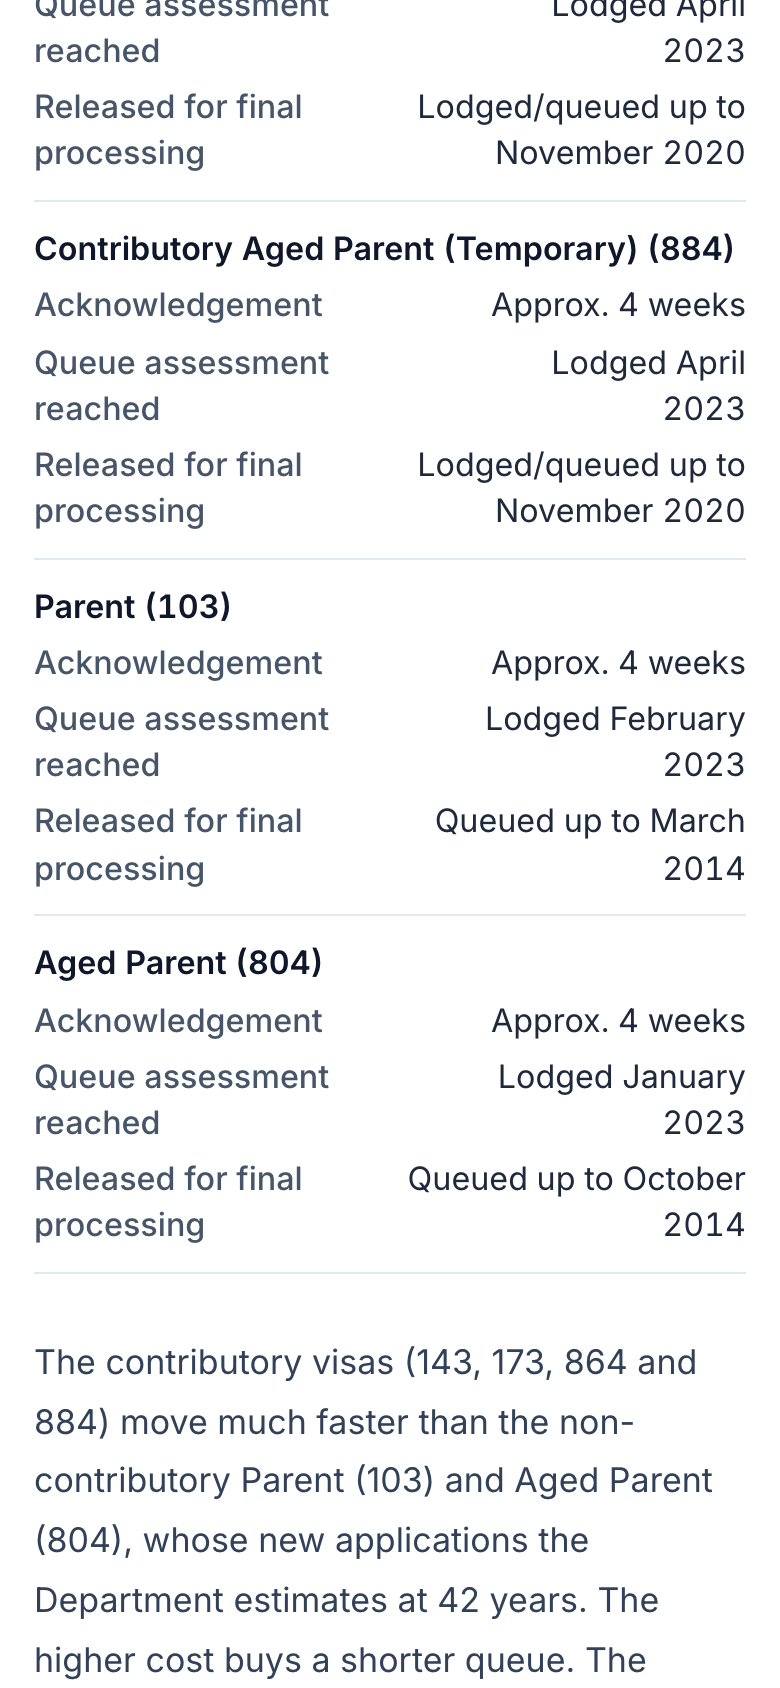 Queue assessment
Lodged April
reached
2023
Released for final
Lodged/queued up to
processing
November 2020
Contributory Aged Parent (Temporary) (884)
Acknowledgement
Approx. 4 weeks
Queue assessment
Lodged April
reached
2023
Released for final
Lodged/queued up to
processing
November 2020
Parent (103)
Acknowledgement
Approx. 4 weeks
Queue assessment
Lodged February
reached
2023
Released for final
Queued up to March
processing
2014
Aged Parent (804)
Acknowledgement
Approx. 4 weeks
Queue assessment
Lodged January
reached
2023
Released for final
Queued up to October
processing
2014
The contributory visas (143, 173, 864 and
884) move much faster than the non-
contributory Parent (103) and Aged Parent
(804), whose new applications the
Department estimates at 42 years. The
higher cost buys a shorter queue. The